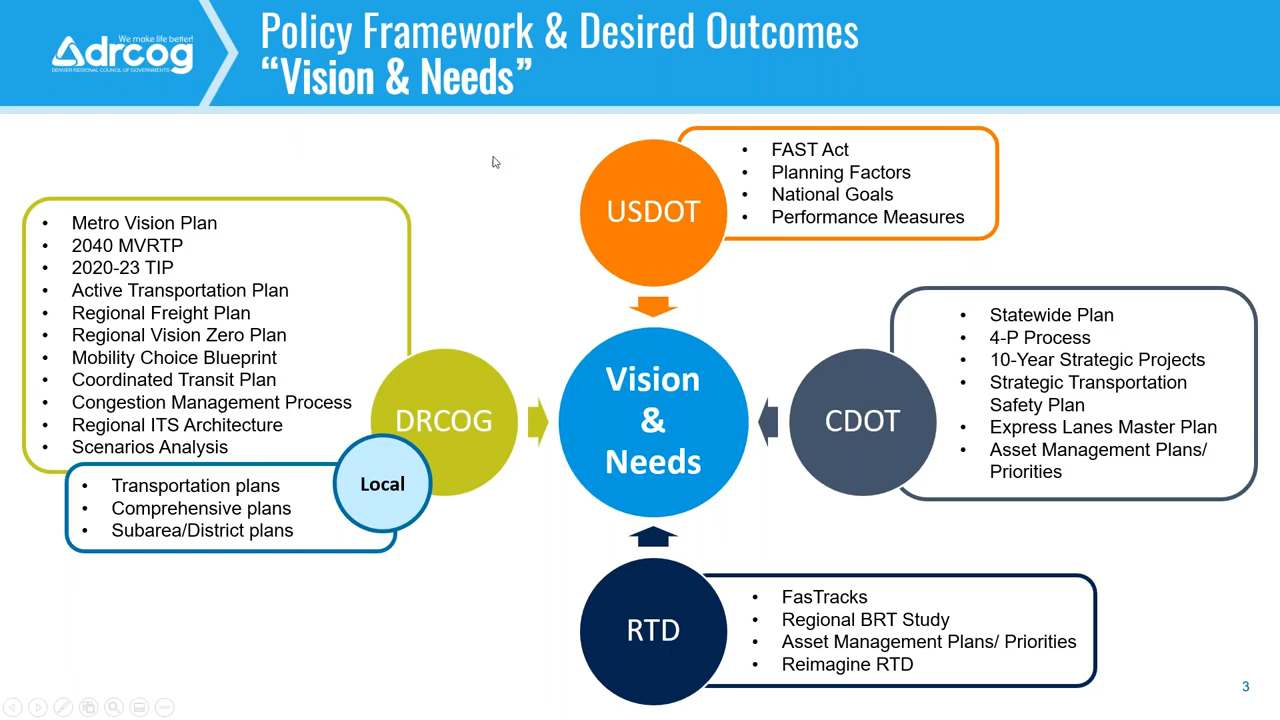 We make life better!
drcog
DENVER REGIONAL COUNCIL OF GOVERNMENTS
Policy Framework & Desired Outcomes
“Vision & Needs”
USDOT
• FAST Act
• Planning Factors
• National Goals
• Performance Measures
• Metro Vision Plan
• 2040 MVRTP
• 2020-23 TIP
• Active Transportation Plan
• Regional Freight Plan
• Regional Vision Zero Plan
• Mobility Choice Blueprint
• Coordinated Transit Plan
• Congestion Management Process
• Regional ITS Architecture
• Scenarios Analysis
DRCOG
Local
• Transportation plans
• Comprehensive plans
• Subarea/District plans
Vision
&
Needs
CDOT
• Statewide Plan
• 4-P Process
• 10-Year Strategic Projects
• Strategic Transportation
Safety Plan
• Express Lanes Master Plan
• Asset Management Plans/
Priorities
RTD
• FasTracks
• Regional BRT Study
• Asset Management Plans/ Priorities
• Reimagine RTD
3